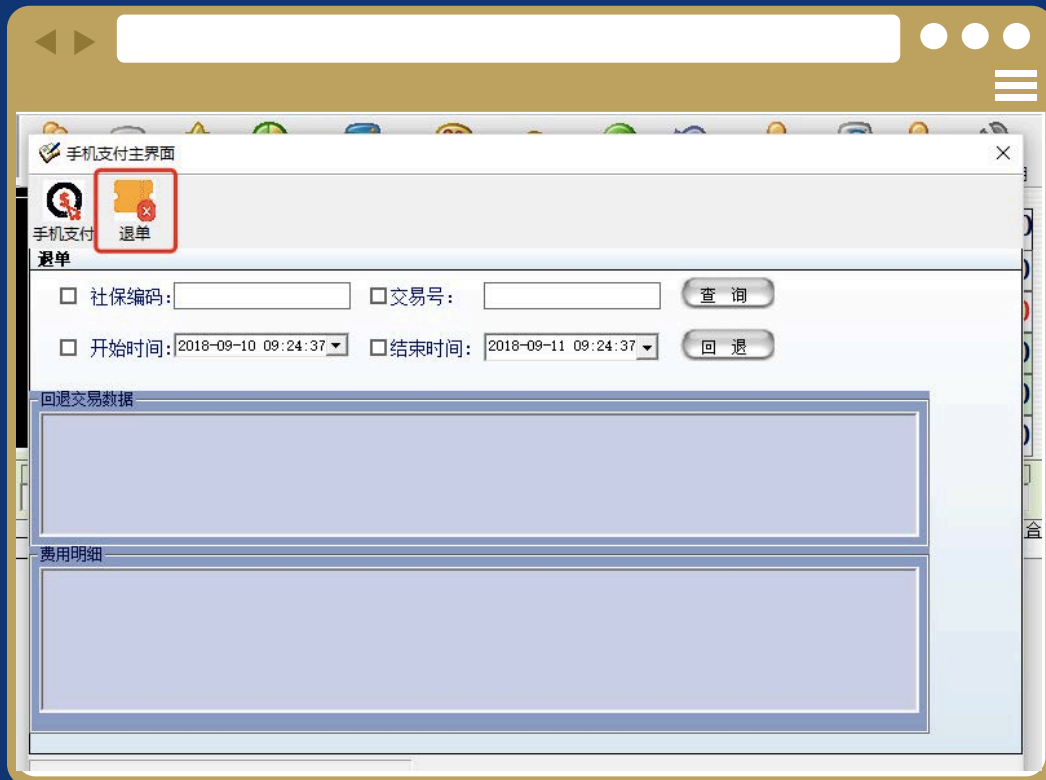 手机支付主界面
手机支付 退单
退单
社保编码: 交易号: 查 询
开始时间: 2018-09-10 09:24:37 结束时间: 2018-09-11 09:24:37 回 退
回退交易数据
费用明细